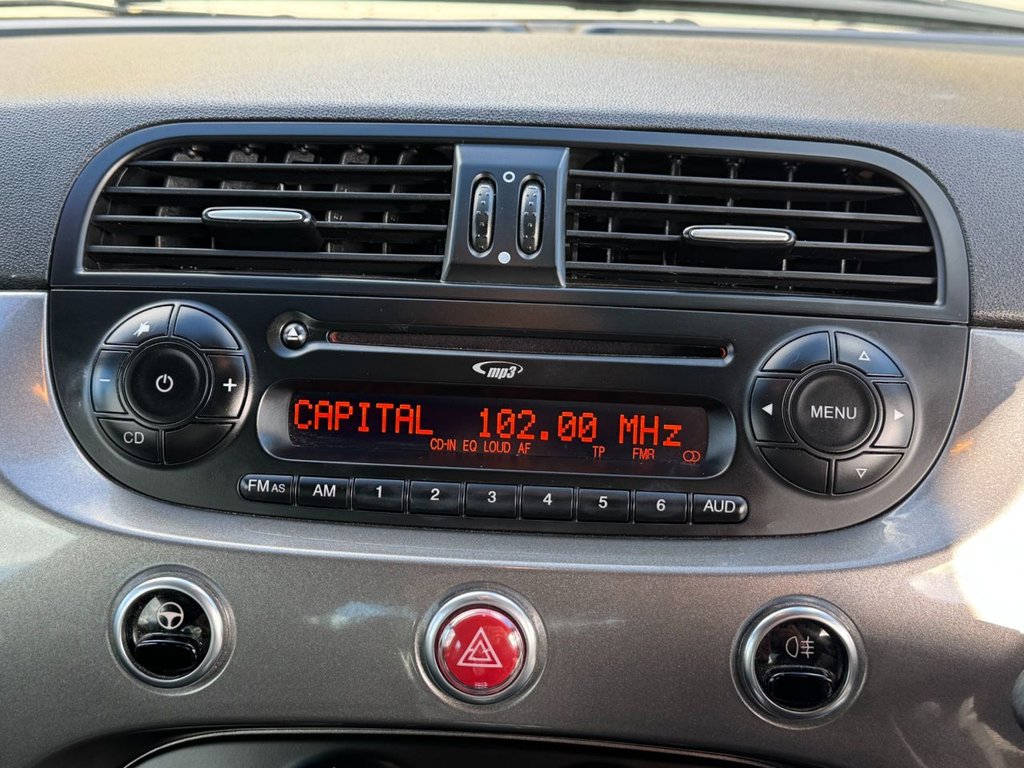 mp3
CAPITAL 102.00 MHz
CD-IN EQ LOUD AF TP FMR
CD
MENU
FM AS AM 1 2 3 4 5 6 AUD